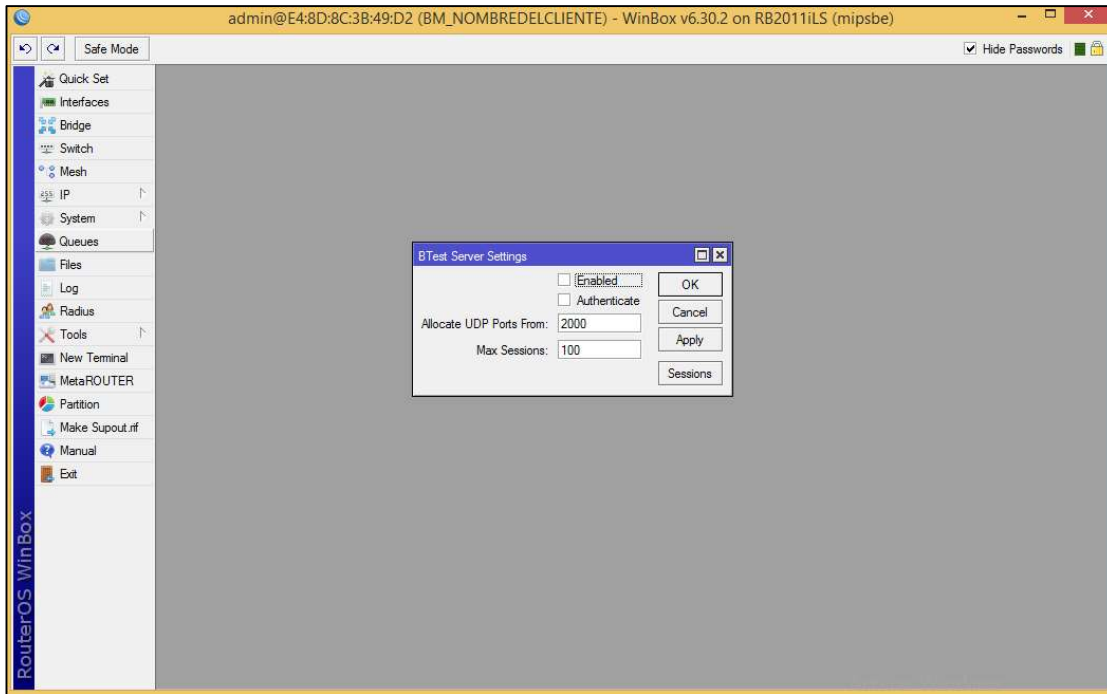 admin@E4:8D:8C:3B:49:D2 (BM_NOMBREDELCLIENTE) - WinBox v6.30.2 on RB2011iLS (mipsbe)
Safe Mode
Hide Passwords
Quick Set
Interfaces
Bridge
Switch
Mesh
IP
System
Queues
Files
Log
Radius
Tools
New Terminal
MetaROUTER
Partition
Make Supout.rif
Manual
Exit
RouterOS WinBox
BTest Server Settings
Enabled
Authenticate
Allocate UDP Ports From: 2000
Max Sessions: 100
OK
Cancel
Apply
Sessions